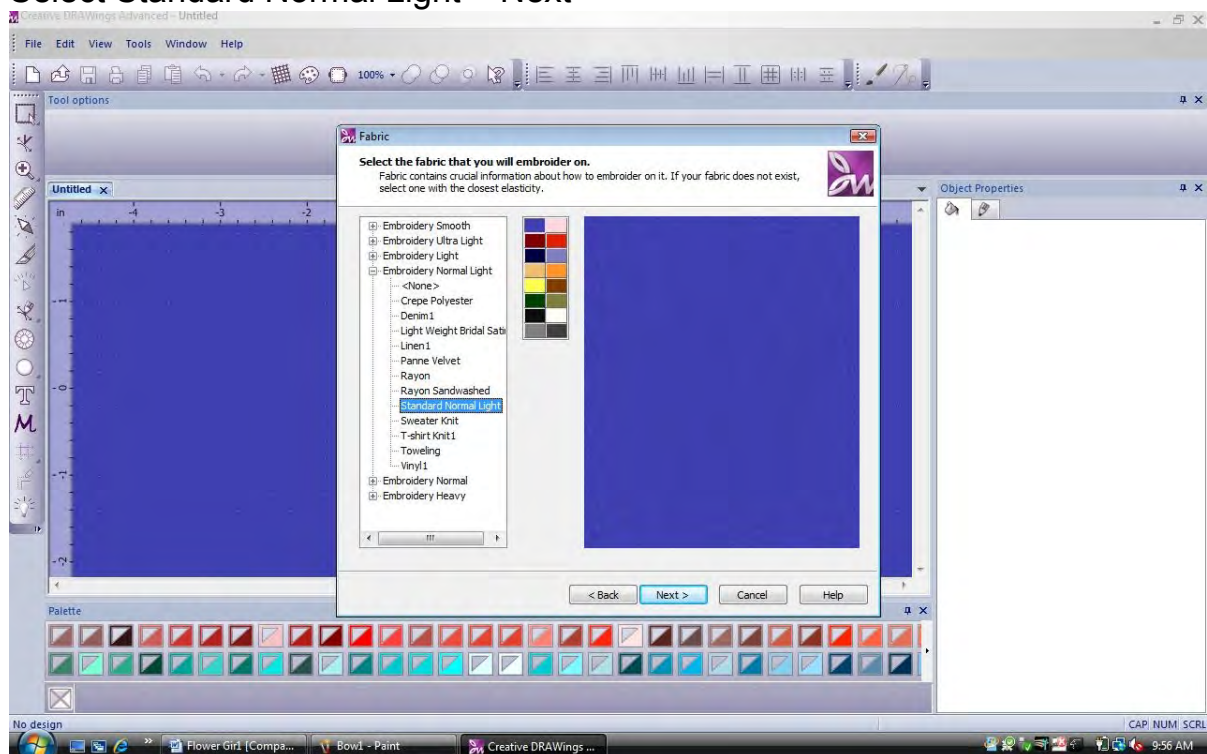 Select Standard Normal Light – Next
Creative DRAWings Advanced - Untitled
File Edit View Tools Window Help
100%
Tool options
Fabric
Select the fabric that you will embroider on.
Fabric contains crucial information about how to embroider on it. If your fabric does not exist,
select one with the closest elasticity.
Untitled x
Object Properties
in -4 -3 -2
Embroidery Smooth
Embroidery Ultra Light
Embroidery Light
Embroidery Normal Light
<None>
Crepe Polyester
Denim1
Light Weight Bridal Sati
Linen1
Panne Velvet
Rayon
Rayon Sandwashed
Standard Normal Light
Sweater Knit
T-shirt Knit1
Toweling
Vinyl1
Embroidery Normal
Embroidery Heavy
< Back Next > Cancel Help
Palette
No design
CAP NUM SCRL
Flower Girl [Compa... Bowl - Paint Creative DRAWings ... 9:56 AM